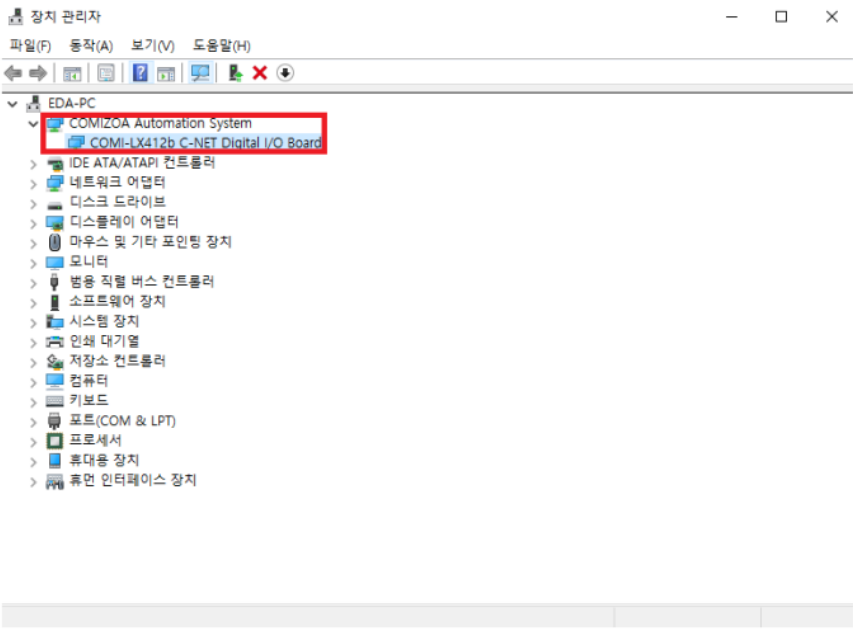 장치 관리자
파일(F) 동작(A) 보기(V) 도움말(H)
EDA-PC
COMIZOA Automation System
COMI-LX412b C-NET Digital I/O Board
IDE ATA/ATAPI 컨트롤러
네트워크 어댑터
디스크 드라이브
디스플레이 어댑터
마우스 및 기타 포인팅 장치
모니터
범용 직렬 버스 컨트롤러
소프트웨어 장치
시스템 장치
인쇄 대기열
저장소 컨트롤러
컴퓨터
키보드
포트(COM & LPT)
프로세서
휴대용 장치
휴먼 인터페이스 장치